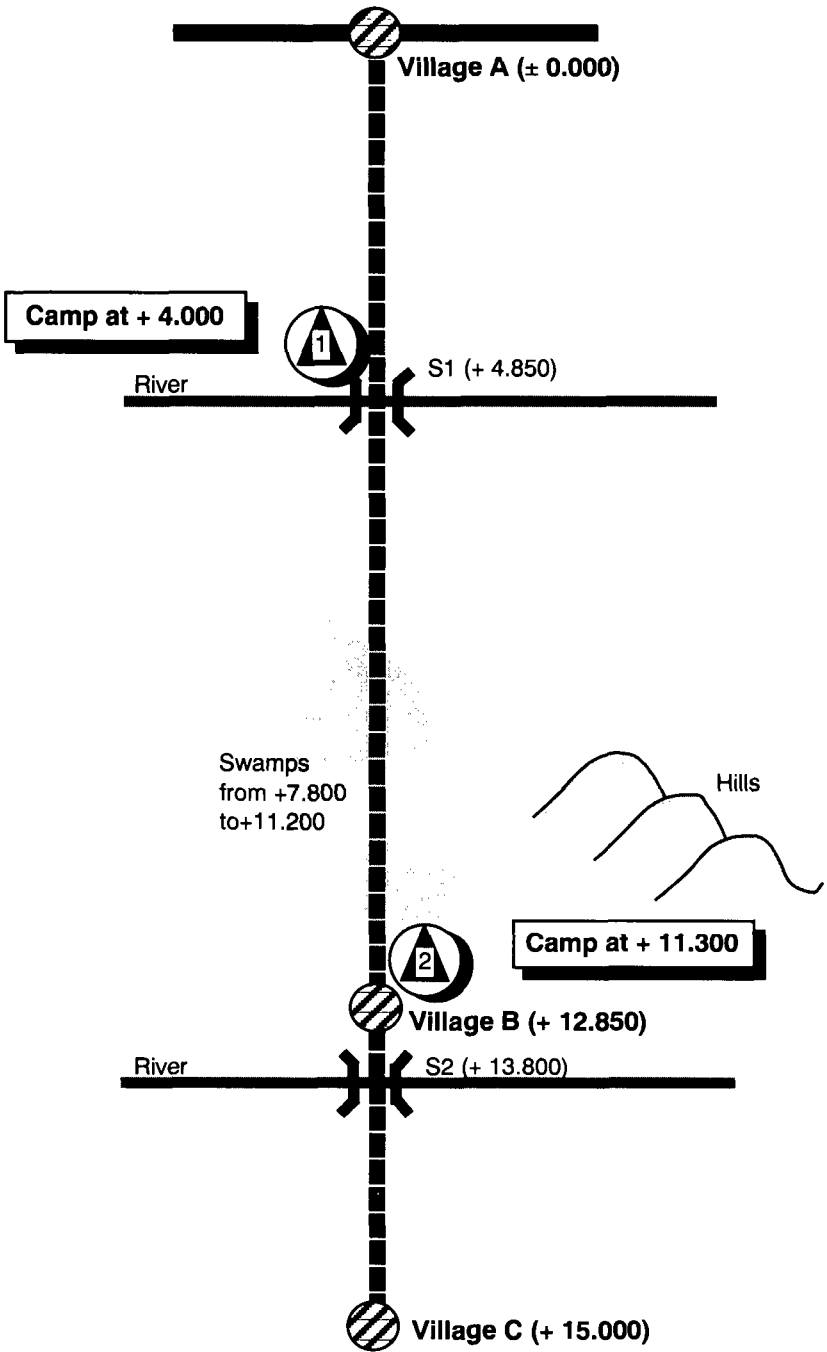 Village A (± 0.000)
Camp at + 4.000
1
S1 (+ 4.850)
River
Swamps
from +7.800
to+11.200
Hills
Camp at + 11.300
2
Village B (+ 12.850)
River
S2 (+ 13.800)
Village C (+ 15.000)